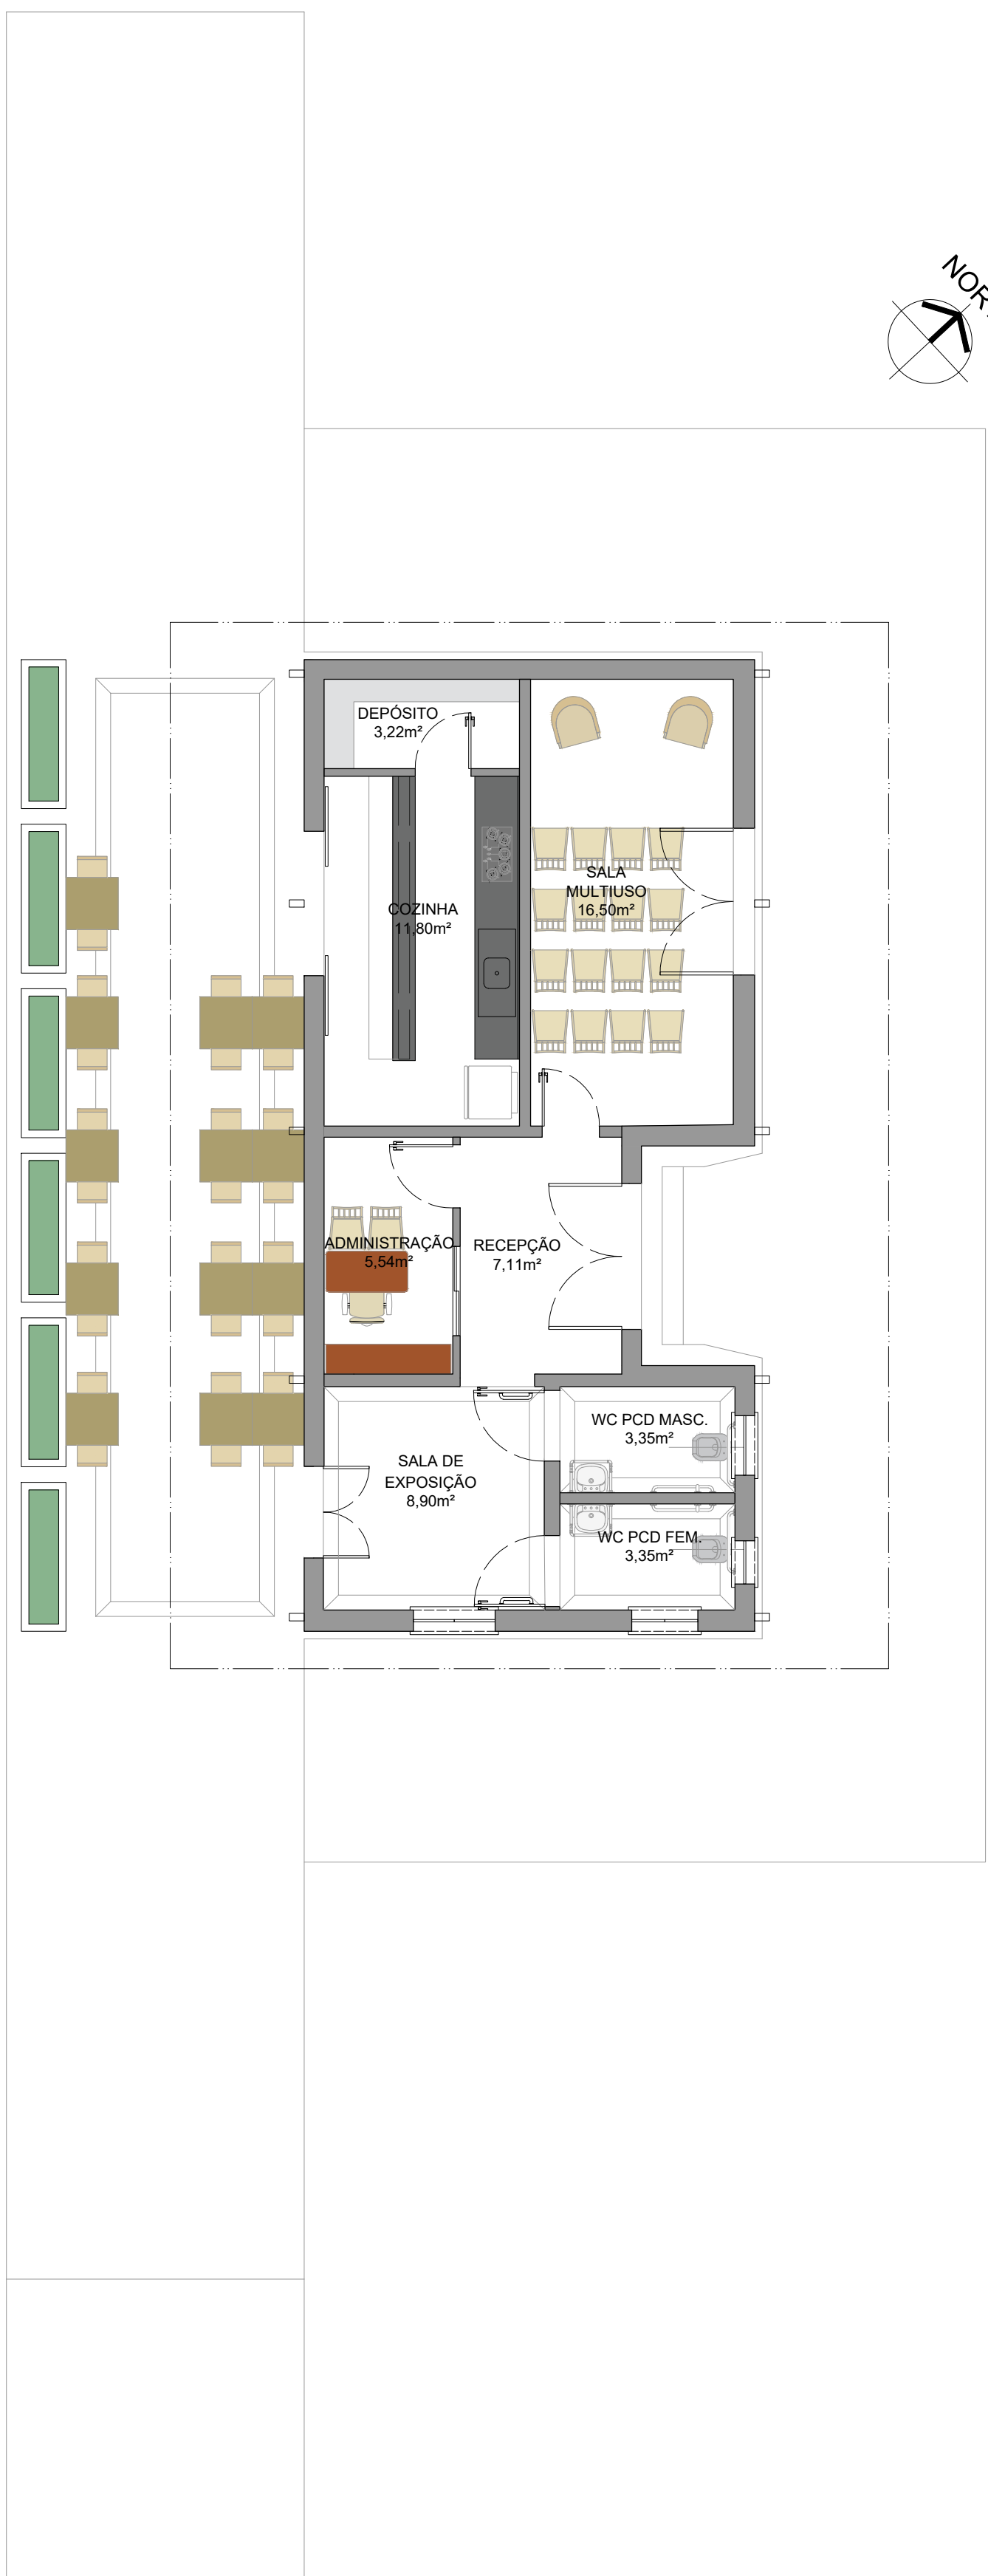 DEPÓSITO
3,22m²
COZINHA
11,80m²
SALA
MULTIUSO
16,50m²
ADMINISTRAÇÃO
5,54m²
RECEPÇÃO
7,11m²
SALA DE
EXPOSIÇÃO
8,90m²
WC PCD MASC.
3,35m²
WC PCD FEM.
3,35m²